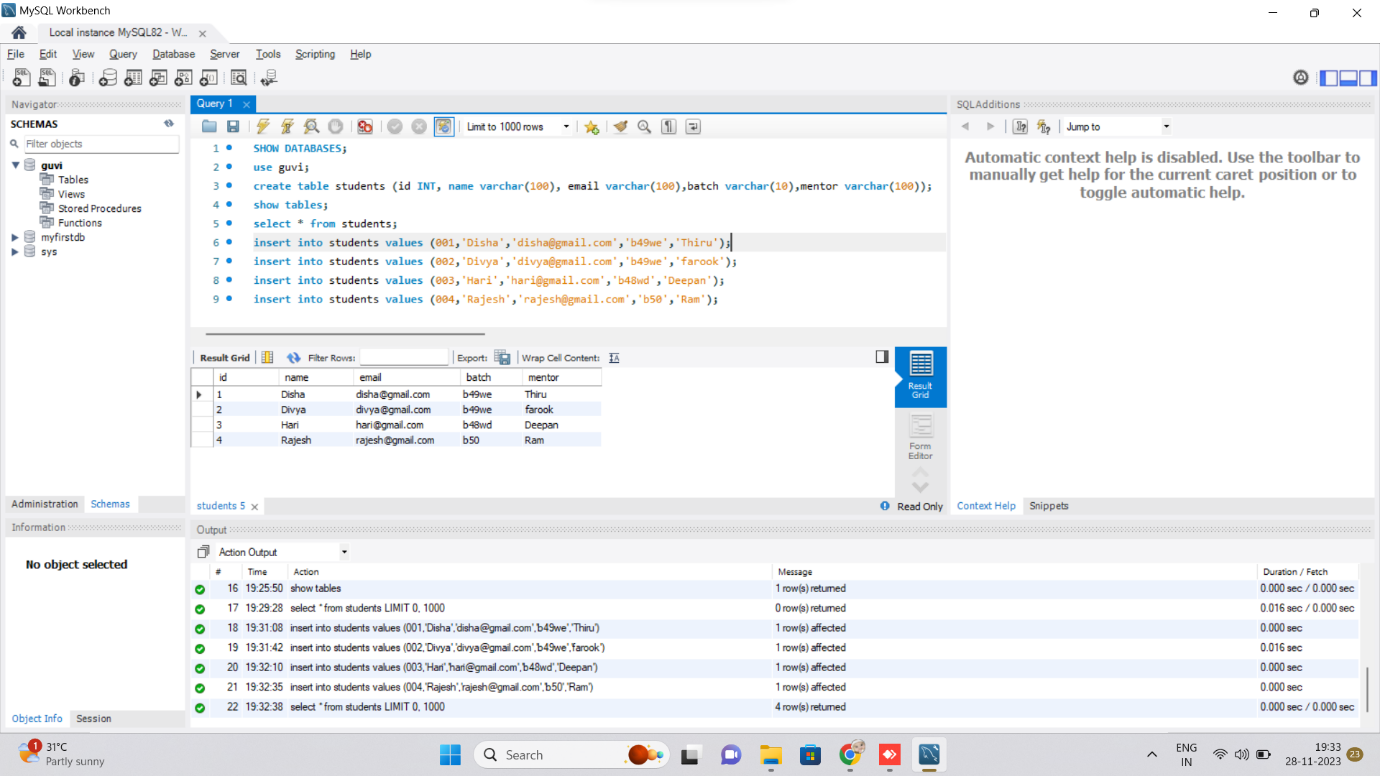 MySQL Workbench
Local instance MySQL82 - W...
File Edit View Query Database Server Tools Scripting Help
Navigator
SCHEMAS
Filter objects
guvi
Tables
Views
Stored Procedures
Functions
myfirstdb
sys
Administration Schemas
Information
No object selected
Object Info Session
Query 1
Limit to 1000 rows
1 SHOW DATABASES;
2 use guvi;
3 create table students (id INT, name varchar(100), email varchar(100),batch varchar(10),mentor varchar(100));
4 show tables;
5 select * from students;
6 insert into students values (001,'Disha','disha@gmail.com','b49we','Thiru');
7 insert into students values (002,'Divya','divya@gmail.com','b49we','farook');
8 insert into students values (003,'Hari','hari@gmail.com','b48wd','Deepan');
9 insert into students values (004,'Rajesh','rajesh@gmail.com','b50','Ram');
Result Grid Filter Rows: Export: Wrap Cell Content: IA
id name email batch mentor
1 Disha disha@gmail.com b49we Thiru
2 Divya divya@gmail.com b49we farook
3 Hari hari@gmail.com b48wd Deepan
4 Rajesh rajesh@gmail.com b50 Ram
Result
Grid
Form
Editor
students 5
Read Only
SQLAdditions
Jump to
Automatic context help is disabled. Use the toolbar to
manually get help for the current caret position or to
toggle automatic help.
Context Help Snippets
Output
Action Output
# Time Action Message Duration / Fetch
16 19:25:50 show tables 1 row(s) returned 0.000 sec / 0.000 sec
17 19:29:28 select * from students LIMIT 0, 1000 0 row(s) returned 0.016 sec / 0.000 sec
18 19:31:08 insert into students values (001,'Disha','disha@gmail.com','b49we','Thiru') 1 row(s) affected 0.000 sec
19 19:31:42 insert into students values (002,'Divya','divya@gmail.com','b49we','farook') 1 row(s) affected 0.016 sec
20 19:32:10 insert into students values (003,'Hari','hari@gmail.com','b48wd','Deepan') 1 row(s) affected 0.000 sec
21 19:32:35 insert into students values (004,'Rajesh','rajesh@gmail.com','b50','Ram') 1 row(s) affected 0.000 sec
22 19:32:38 select * from students LIMIT 0, 1000 4 row(s) returned 0.000 sec / 0.000 sec
1
31°C
Partly sunny
Search
ENG
IN
19:33
28-11-2023
23